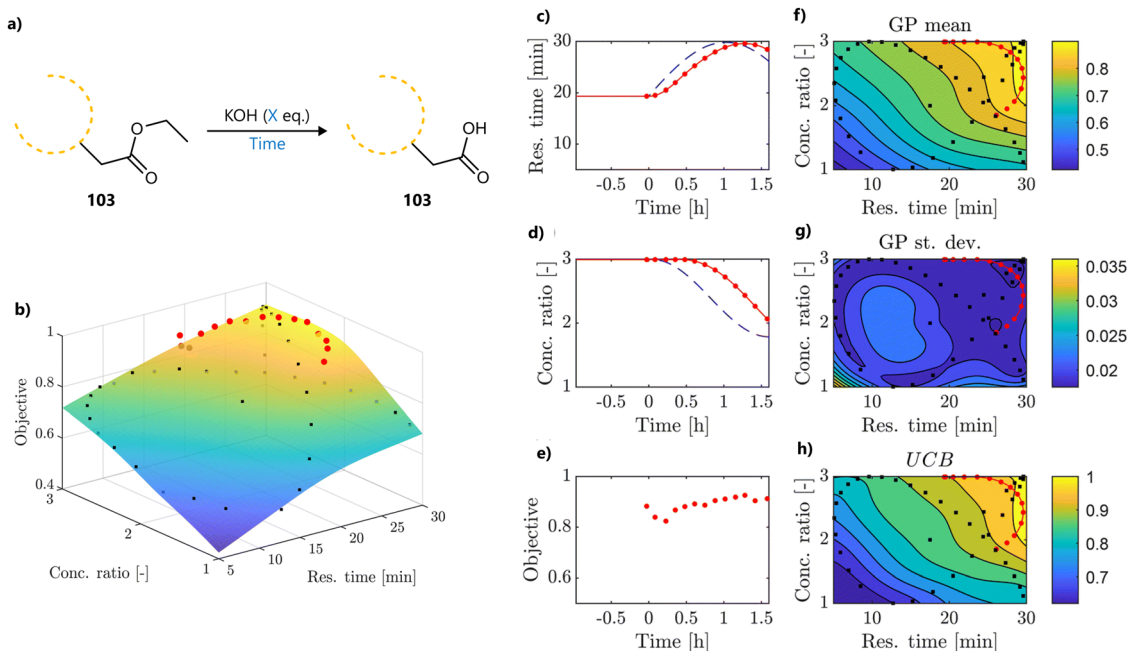 a)
O
O
103
KOH (X eq.)
Time
OH
O
103
b)
Objective
1
0.8
0.6
0.4
3
2
1
Conc. ratio [-]
5
10
15
20
25
30
Res. time [min]
c)
Res. time [min]
30
20
10
-0.5 0 0.5 1 1.5
Time [h]
d)
Conc. ratio [-]
3
2
1
-0.5 0 0.5 1 1.5
Time [h]
e)
Objective
1
0.8
0.6
-0.5 0 0.5 1 1.5
Time [h]
f)
GP mean
Conc. ratio [-]
3
2
1
10 20 30
Res. time [min]
0.8
0.7
0.6
0.5
g)
GP st. dev.
Conc. ratio [-]
3
2
1
10 20 30
Res. time [min]
0.035
0.03
0.025
0.02
h)
UCB
Conc. ratio [-]
3
2
1
10 20 30
Res. time [min]
1
0.9
0.8
0.7